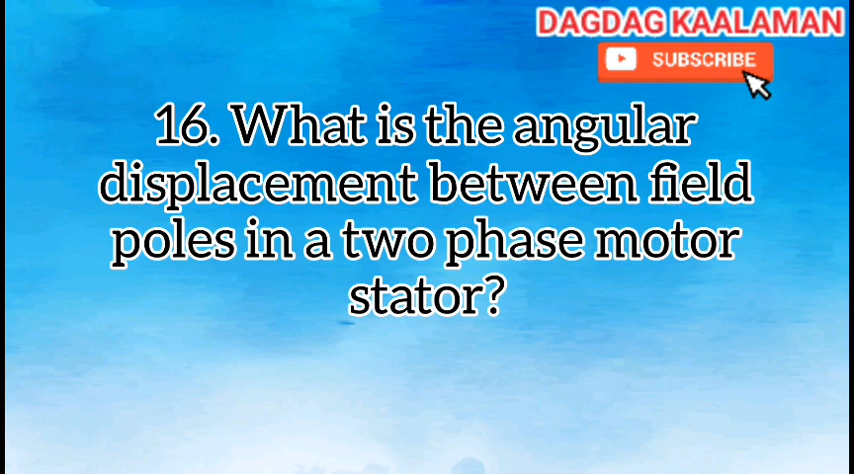 DAGDAG KAALAMAN
SUBSCRIBE
16. What is the angular
displacement between field
poles in a two phase motor
stator?